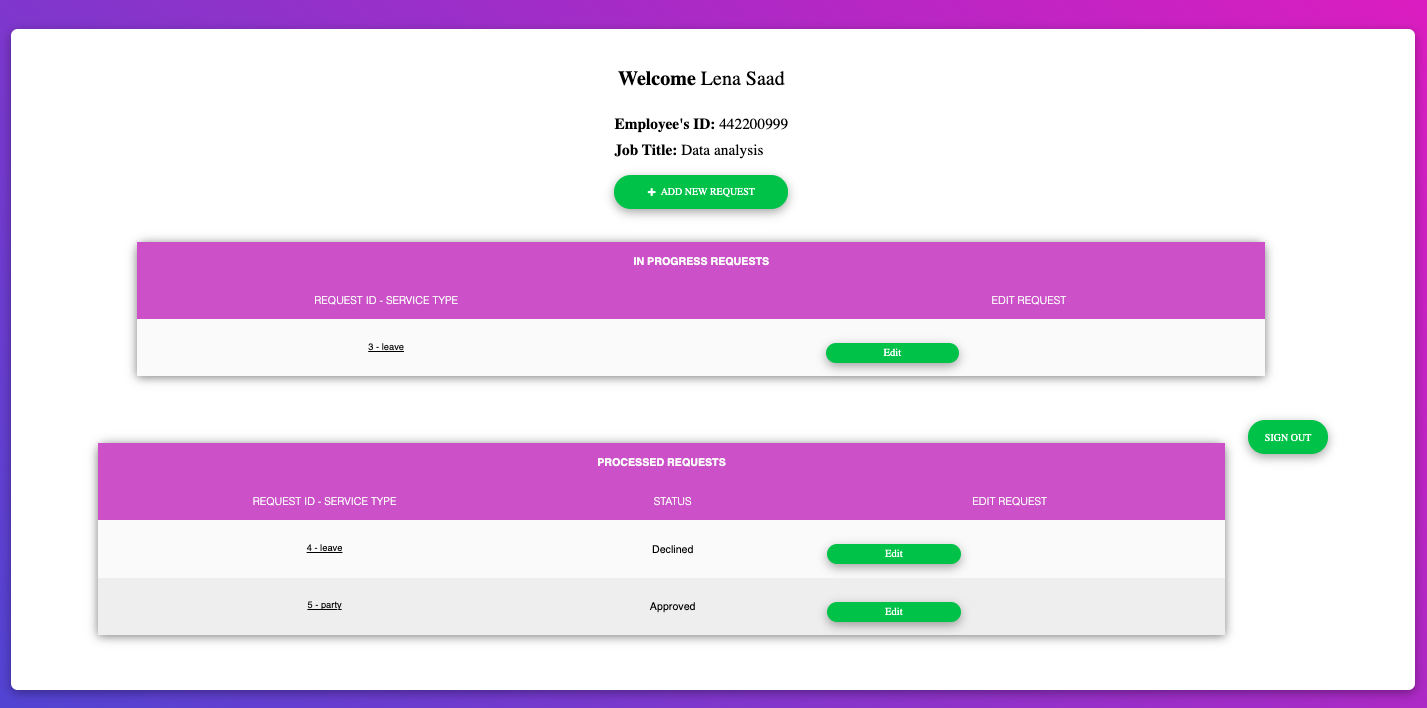 Welcome Lena Saad
Employee's ID: 442200999
Job Title: Data analysis
+ ADD NEW REQUEST
IN PROGRESS REQUESTS
REQUEST ID - SERVICE TYPE EDIT REQUEST
3 - leave Edit
SIGN OUT
PROCESSED REQUESTS
REQUEST ID - SERVICE TYPE STATUS EDIT REQUEST
4 - leave Declined Edit
5 - party Approved Edit